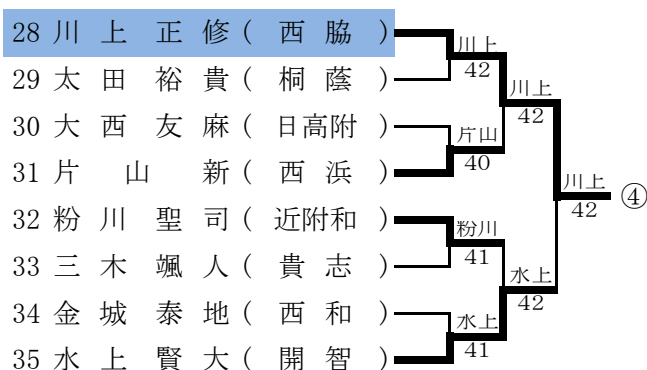 28 川上正修(西脇)
29 太田裕貴(桐蔭)
30 大西友麻(日高附)
31 片山新(西浜)
32 粉川聖司(近附和)
33 三木颯人(貴志)
34 金城泰地(西和)
35 水上賢大(開智)
川上
42
片山
40
粉川
41
水上
41
川上
42
水上
42
川上
42
④